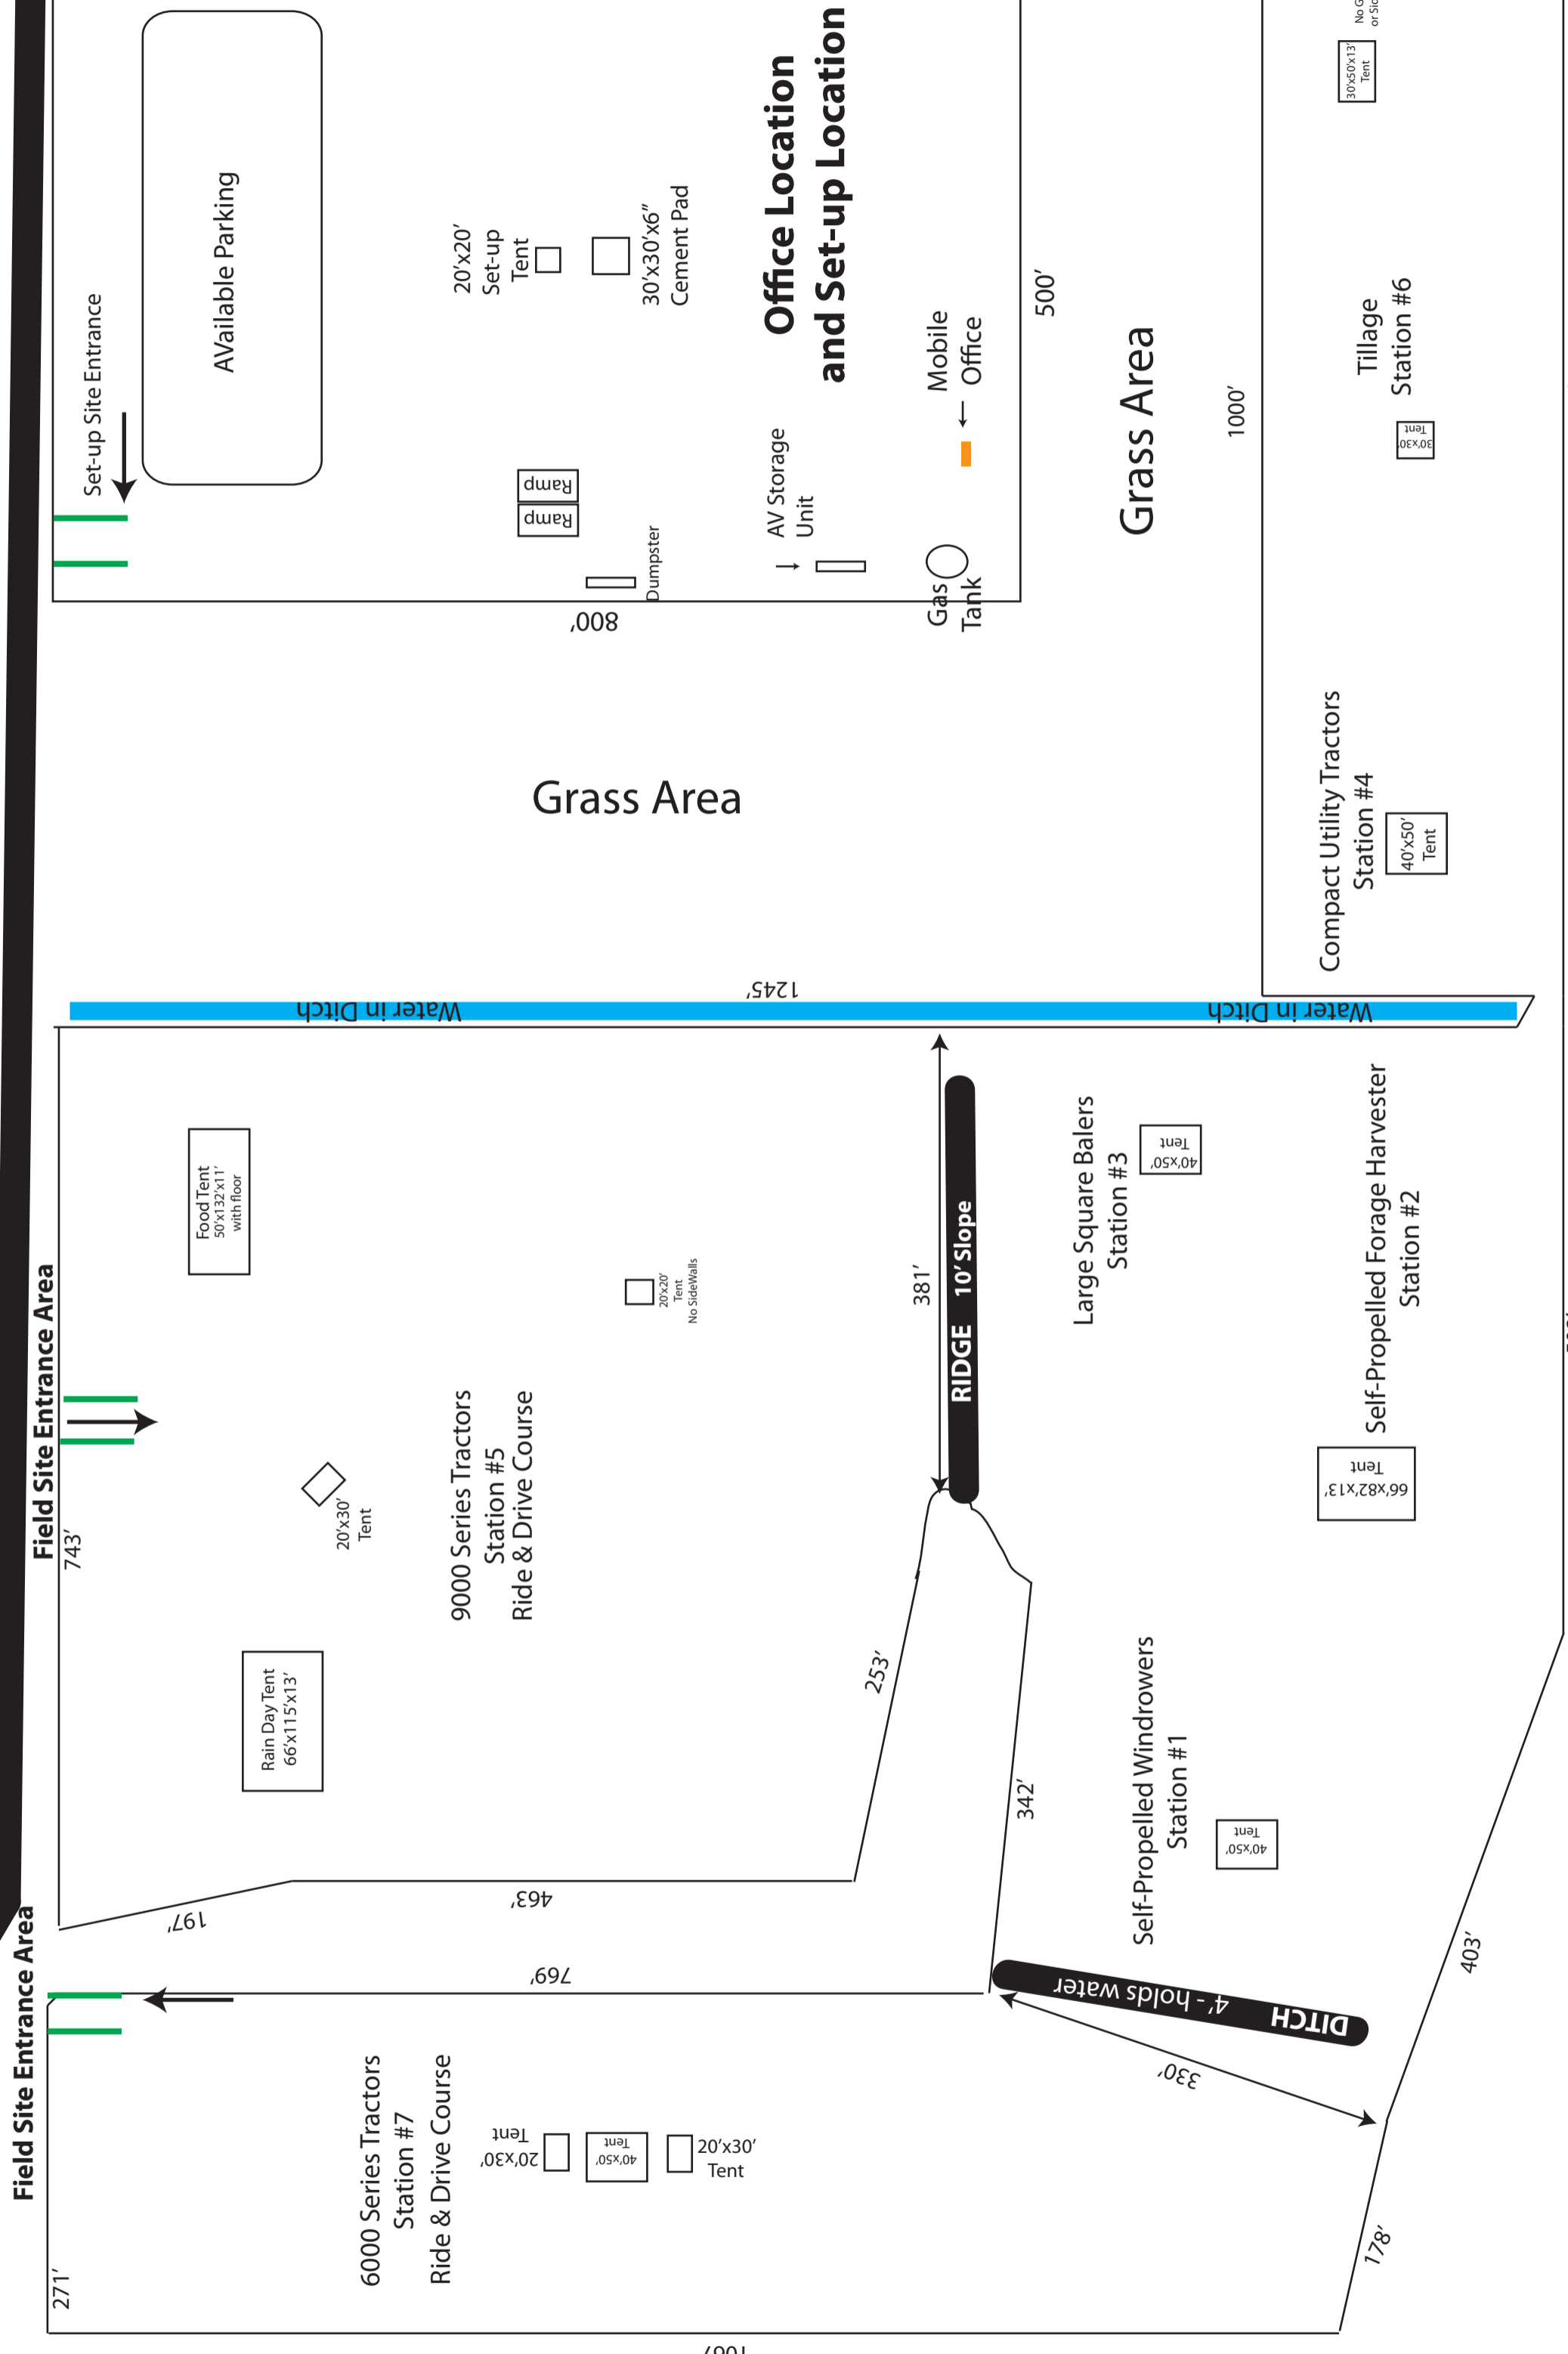 Field Site Entrance Area
271'
6000 Series Tractors
Station #7
Ride & Drive Course
20'x30'
Tent
40'x50'
Tent
20'x30'
Tent
769'
178'
330'
DITCH 4' - holds water
403'
Field Site Entrance Area
743'
197'
463'
253'
342'
381'
Rain Day Tent
66'x115'x13'
20'x30'
Tent
Food Tent
50'x132'x11'
with floor
9000 Series Tractors
Station #5
Ride & Drive Course
20'x20'
Tent
No SideWalls
RIDGE 10' Slope
Self-Propelled Windrowers
Station #1
40'x50'
Tent
Large Square Balers
Station #3
40'x50'
Tent
Self-Propelled Forage Harvester
Station #2
66'x82'x13'
Tent
Water in Ditch
1245'
Water in Ditch
Grass Area
Set-up Site Entrance
AVailable Parking
20'x20'
Set-up
Tent
30'x30'x6"
Cement Pad
Ramp
Ramp
Dumpster
800'
AV Storage
Unit
Office Location
and Set-up Location
Mobile
Office
Gas
Tank
500'
Grass Area
1000'
Compact Utility Tractors
Station #4
40'x50'
Tent
Tillage
Station #6
30'x30'
Tent
30'x50'x13'
Tent
No
or